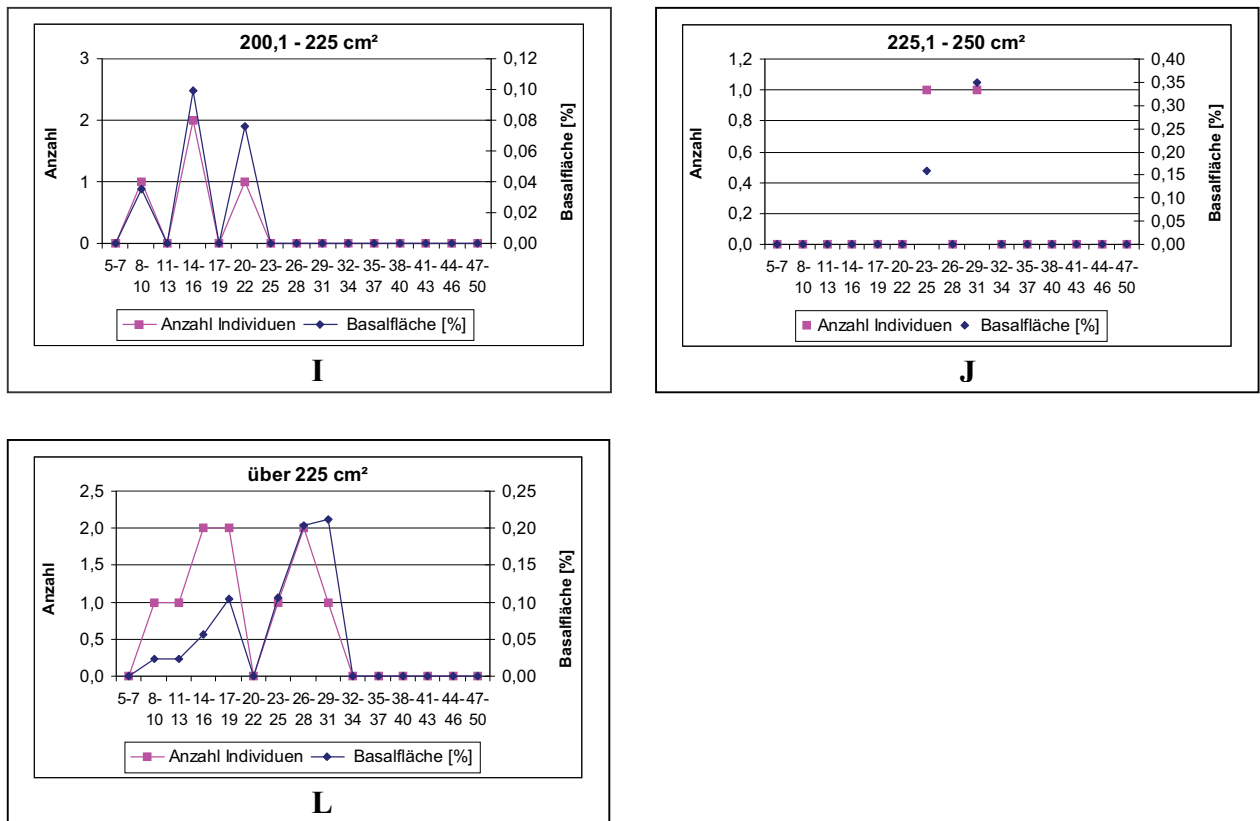 200,1 - 225 cm²
3
2
1
0
0,12
0,10
0,08
0,06
0,04
0,02
0,00
Anzahl
Basalfläche [%]
5-7 8- 11- 14- 17- 20- 23- 26- 29- 32- 35- 38- 41- 44- 47-
10 13 16 19 22 25 28 31 34 37 40 43 46 50
Anzahl Individuen Basalfläche [%]
I
225,1 - 250 cm²
1,2
1,0
0,8
0,6
0,4
0,2
0,0
0,40
0,35
0,30
0,25
0,20
0,15
0,10
0,05
0,00
Anzahl
Basalfläche [%]
5-7 8- 11- 14- 17- 20- 23- 26- 29- 32- 35- 38- 41- 44- 47-
10 13 16 19 22 25 28 31 34 37 40 43 46 50
Anzahl Individuen Basalfläche [%]
J
über 225 cm²
2,5
2,0
1,5
1,0
0,5
0,0
0,25
0,20
0,15
0,10
0,05
0,00
Anzahl
Basalfläche [%]
5-7 8- 11- 14- 17- 20- 23- 26- 29- 32- 35- 38- 41- 44- 47-
10 13 16 19 22 25 28 31 34 37 40 43 46 50
Anzahl Individuen Basalfläche [%]
L